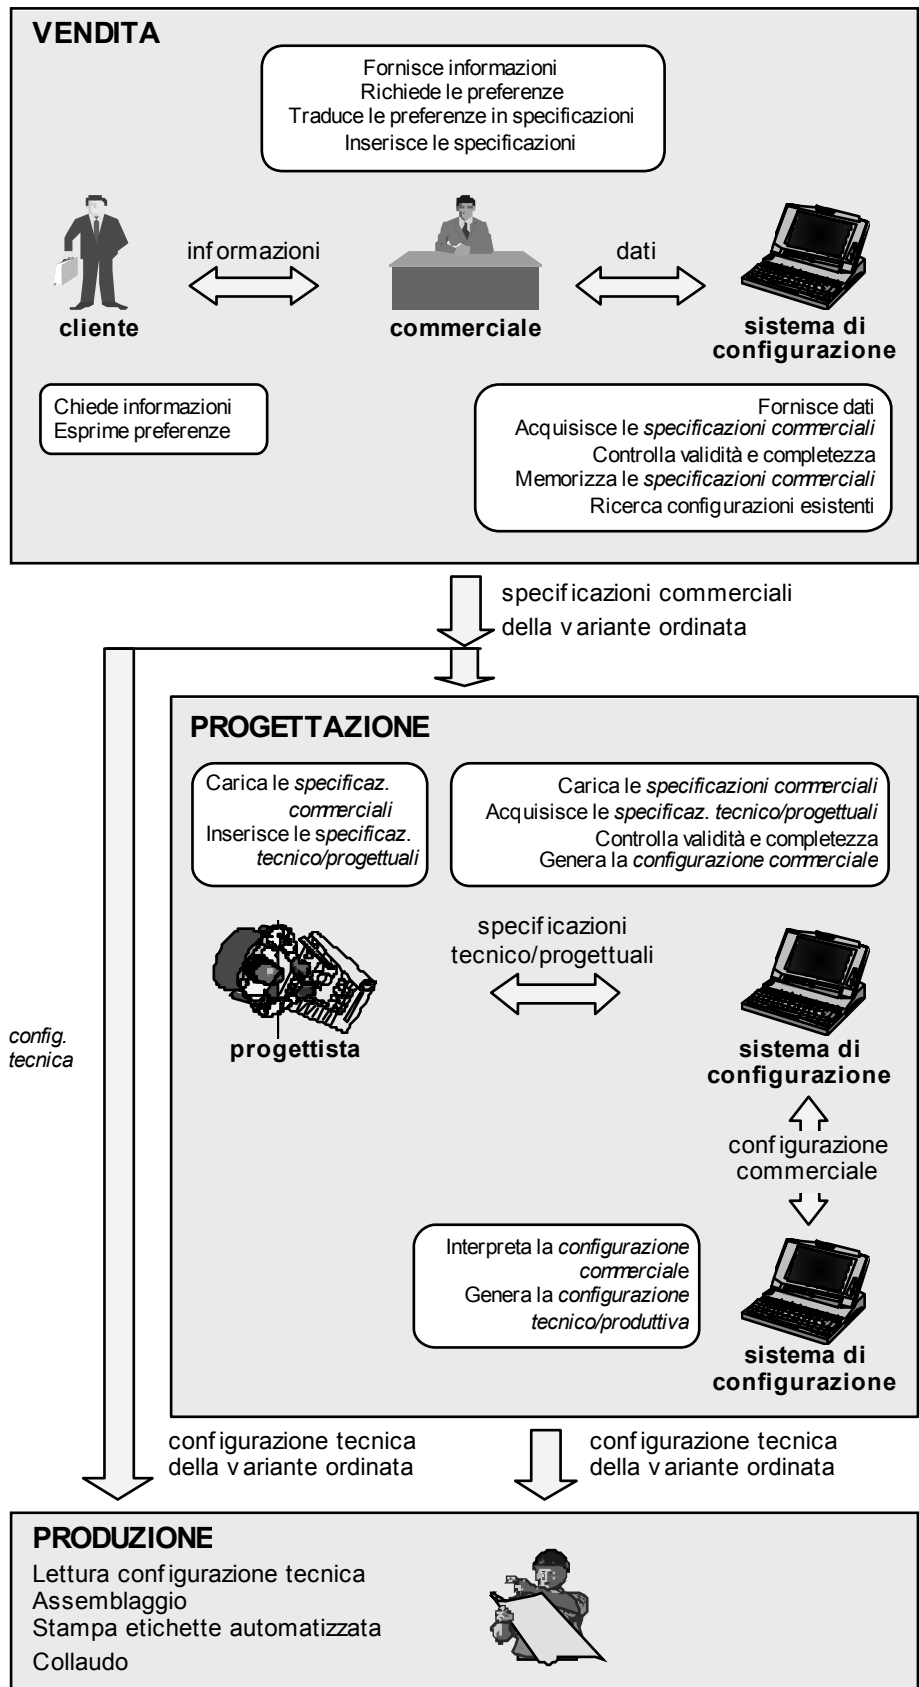 VENDITA
Fornisce informazioni
Richiede le preferenze
Traduce le preferenze in specificazioni
Inserisce le specificazioni
informazioni
dati
cliente
commerciale
sistema di
configurazione
Chiede informazioni
Esprime preferenze
Fornisce dati
Acquisisce le specificazioni commerciali
Controlla validità e completezza
Memorizza le specificazioni commerciali
Ricerca configurazioni esistenti
specificazioni commerciali
della variante ordinata
PROGETTAZIONE
Carica le specificaz.
commerciali
Inserisce le specificaz.
tecnico/progettuali
Carica le specificazioni commerciali
Acquisisce le specificaz. tecnico/progettuali
Controlla validità e completezza
Genera la configurazione commerciale
specificazioni
tecnico/progettuali
progettista
sistema di
configurazione
config.
tecnica
configurazione
commerciale
Interpreta la configurazione
commerciale
Genera la configurazione
tecnico/produttiva
sistema di
configurazione
configurazione tecnica
della variante ordinata
configurazione tecnica
della variante ordinata
PRODUZIONE
Lettura configurazione tecnica
Assemblaggio
Stampa etichette automatizzata
Collaudo